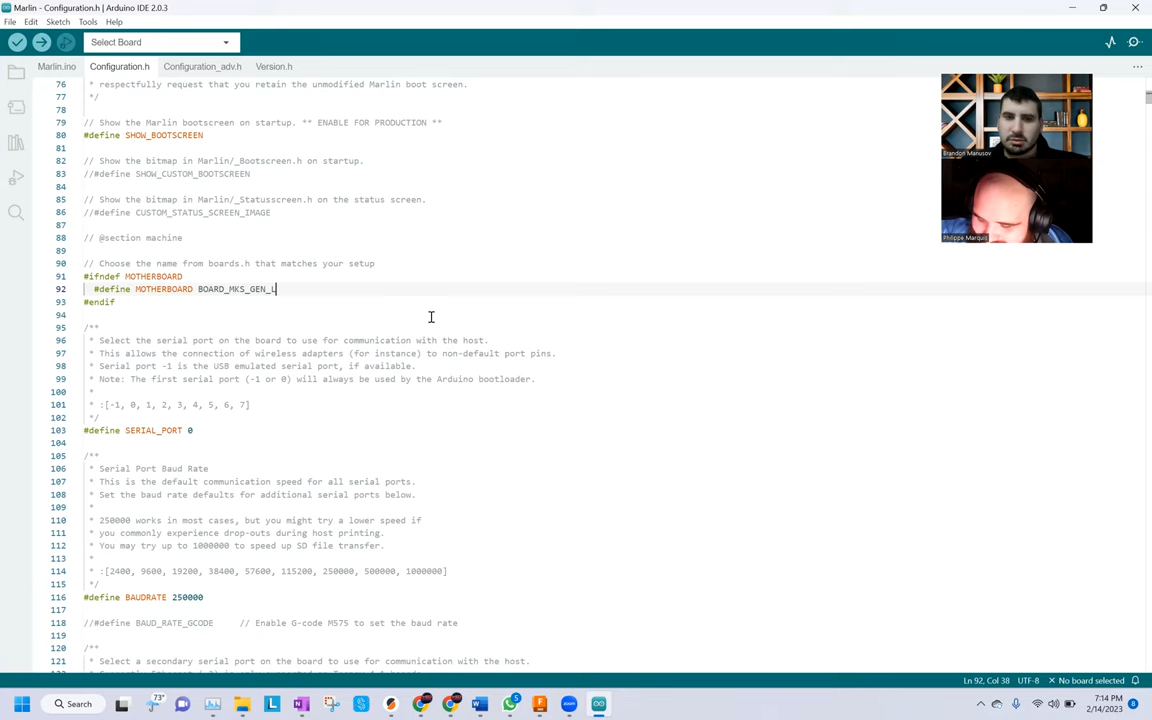 Marlin - Configuration.h | Arduino IDE 2.0.3
File Edit Sketch Tools Help
Select Board
Marlin.ino Configuration.h Configuration_adv.h Version.h
76 * respectfully request that you retain the unmodified Marlin boot screen.
77 */
78
79 // Show the Marlin bootscreen on startup. ** ENABLE FOR PRODUCTION **
80 #define SHOW_BOOTSCREEN
81
82 // Show the bitmap in Marlin/_Bootscreen.h on startup.
83 //#define SHOW_CUSTOM_BOOTSCREEN
84
85 // Show the bitmap in Marlin/_Statusscreen.h on the status screen.
86 //#define CUSTOM_STATUS_SCREEN_IMAGE
87
88 // @section machine
89
90 // Choose the name from boards.h that matches your setup
91 #ifndef MOTHERBOARD
92 #define MOTHERBOARD BOARD_MKS_GEN_L
93 #endif
94
95 /**
96 * Select the serial port on the board to use for communication with the host.
97 * This allows the connection of wireless adapters (for instance) to non-default port pins.
98 * Serial port -1 is the USB emulated serial port, if available.
99 * Note: The first serial port (-1 or 0) will always be used by the Arduino bootloader.
100 *
101 * :[-1, 0, 1, 2, 3, 4, 5, 6, 7]
102 */
103 #define SERIAL_PORT 0
104
105 /**
106 * Serial Port Baud Rate
107 * This is the default communication speed for all serial ports.
108 * Set the baud rate defaults for additional serial ports below.
109 *
110 * 250000 works in most cases, but you might try a lower speed if
111 * you commonly experience drop-outs during host printing.
112 * You may try up to 1000000 to speed up SD file transfer.
113 *
114 * :[2400, 9600, 19200, 38400, 57600, 115200, 250000, 500000, 1000000]
115 */
116 #define BAUDRATE 250000
117
118 //#define BAUD_RATE_GCODE // Enable G-code M575 to set the baud rate
119
120 /**
121 * Select a secondary serial port on the board to use for communication with the host.
Brandon Manusov
Philippe Marquis
Ln 92, Col 38 UTF-8 No board selected
Search
73°
5
7:14 PM
2/14/2023
8